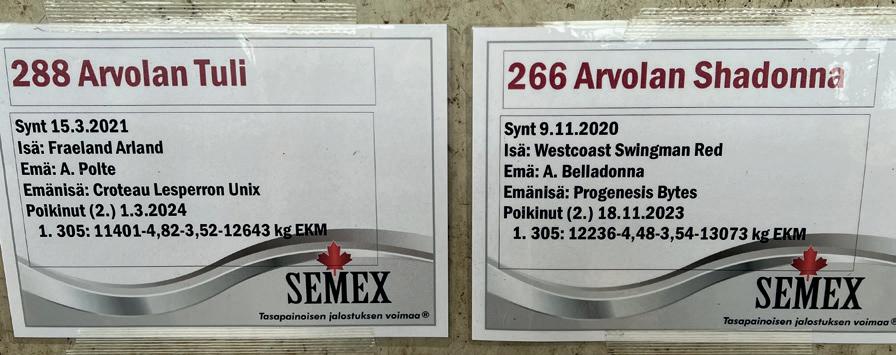 288 Arvolan Tuli
Synt 15.3.2021
Isä: Fraeland Arland
Emä: A. Polte
Emänisä: Croteau Lesperron Unix
Poikinut (2.) 1.3.2024
1. 305: 11401-4,82-3,52-12643 kg EKM
SEMEX
Tasapainoisen jalostuksen voimaa®
266 Arvolan Shadonna
Synt 9.11.2020
Isä: Westcoast Swingman Red
Emä: A. Belladonna
Emänisä: Progenesis Bytes
Poikinut (2.) 18.11.2023
1. 305: 12236-4,48-3,54-13073 kg EKM
SEMEX
Tasapainoisen jalostuksen voimaa®